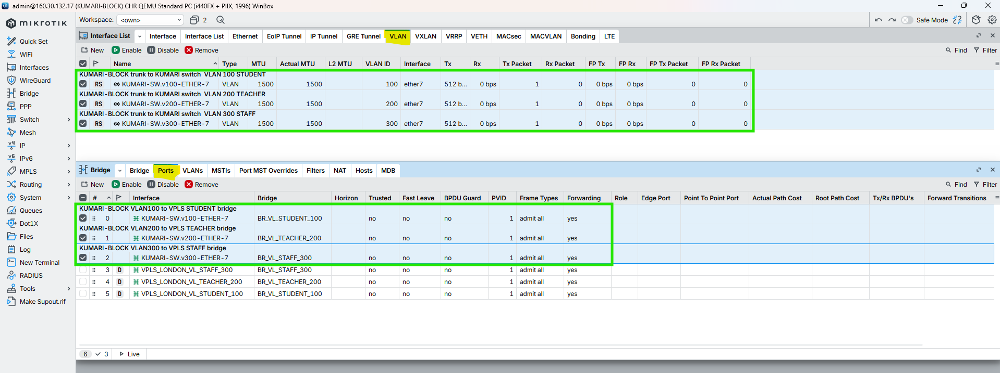 admin@160.30.132.17 (KUMARI-BLOCK) CHR QEMU Standard PC (i440FX + PIIX, 1996) WinBox
MikroTik
Workspace: <own> 2 Safe Mode
Quick Set
WiFi
Interfaces
WireGuard
Bridge
PPP
Switch
Mesh
IP
IPv6
MPLS
Routing
System
Queues
Dot1X
Files
Log
New Terminal
RADIUS
Tools
Make Supout.rif
Interface List Interface Interface List Ethernet EoIP Tunnel IP Tunnel GRE Tunnel VLAN VXLAN VRRP VETH MACsec MACVLAN Bonding LTE
New Enable Disable Remove Find Filter
Name Type MTU Actual MTU L2 MTU VLAN ID Interface Tx Rx Tx Packet Rx Packet FP Tx FP Rx FP Tx Packet FP Rx Packet
KUMARI-BLOCK trunk to KUMARI switch VLAN 100 STUDENT
RS KUMARI-SW.v100-ETHER-7 VLAN 1500 1500 100 ether7 512 b... 0 bps 1 0 0 bps 0 bps 0 0
KUMARI-BLOCK trunk to KUMARI switch VLAN 200 TEACHER
RS KUMARI-SW.v200-ETHER-7 VLAN 1500 1500 200 ether7 512 b... 0 bps 1 0 0 bps 0 bps 0 0
KUMARI-BLOCK trunk to KUMARI switch VLAN 300 STAFF
RS KUMARI-SW.v300-ETHER-7 VLAN 1500 1500 300 ether7 512 b... 0 bps 1 0 0 bps 0 bps 0 0
Bridge Bridge Ports VLANs MSTIs Port MST Overrides Filters NAT Hosts MDB
New Enable Disable Remove Find Filter
# Interface Bridge Horizon Trusted Fast Leave BPDU Guard PVID Frame Types Forwarding Role Edge Port Point To Point Port Actual Path Cost Root Path Cost Tx/Rx BPDU's Forward Transitions
KUMARI-BLOCK VLAN100 to VPLS STUDENT bridge
0 KUMARI-SW.v100-ETHER-7 BR_VL_STUDENT_100 no no no 1 admit all yes
KUMARI-BLOCK VLAN200 to VPLS TEACHER bridge
1 KUMARI-SW.v200-ETHER-7 BR_VL_TEACHER_200 no no no 1 admit all yes
KUMARI-BLOCK VLAN300 to VPLS STAFF bridge
2 KUMARI-SW.v300-ETHER-7 BR_VL_STAFF_300 no no no 1 admit all yes
3 D VPLS_LONDON_VL_STAFF_300 BR_VL_STAFF_300 no no no 1 admit all yes
4 D VPLS_LONDON_VL_TEACHER_200 BR_VL_TEACHER_200 no no no 1 admit all yes
5 D VPLS_LONDON_VL_STUDENT_100 BR_VL_STUDENT_100 no no no 1 admit all yes
6 3 Live